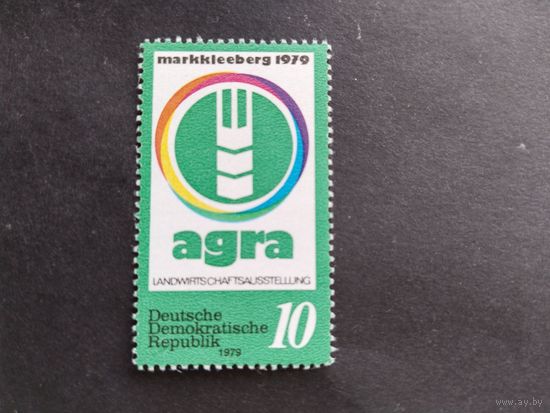 markkleeberg 1979
agra
LANDWIRTSCHAFTSAUSSTELLUNG
Deutsche
Demokratische
Republik
10
1979
www.ay.by